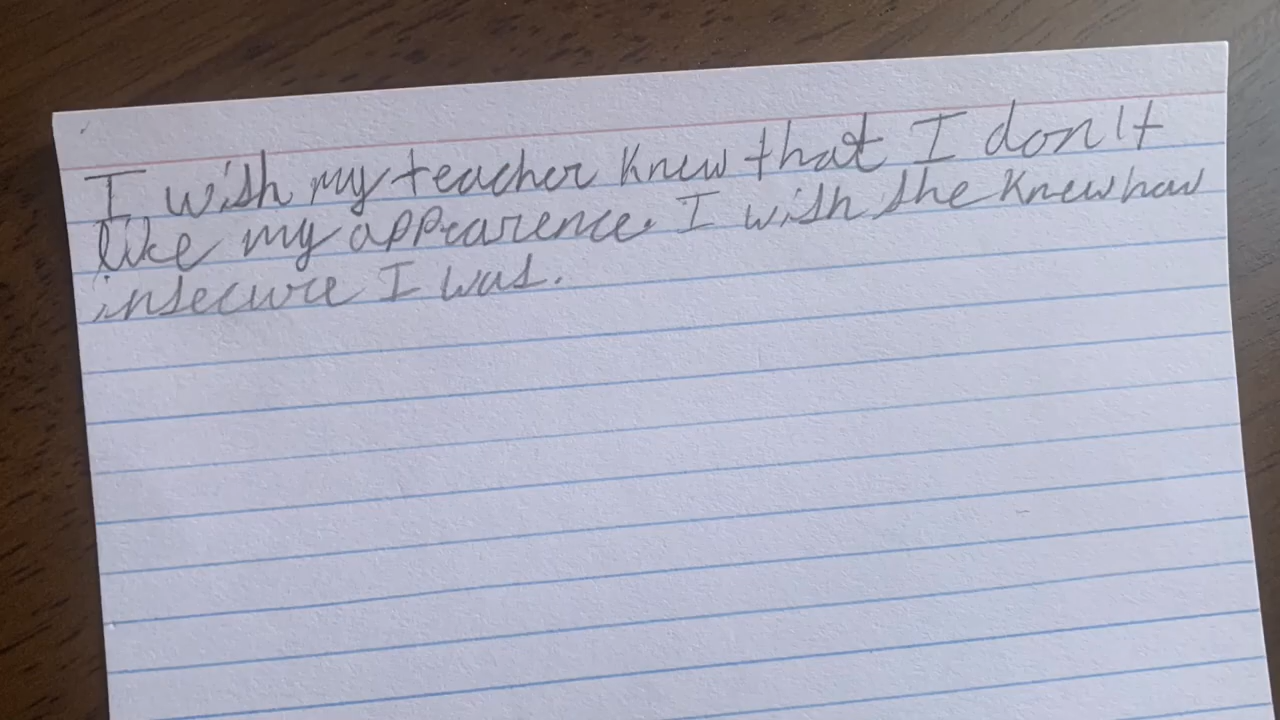 I wish my teacher knew that I don't
like my appearence. I wish she knew how
insecure I was.